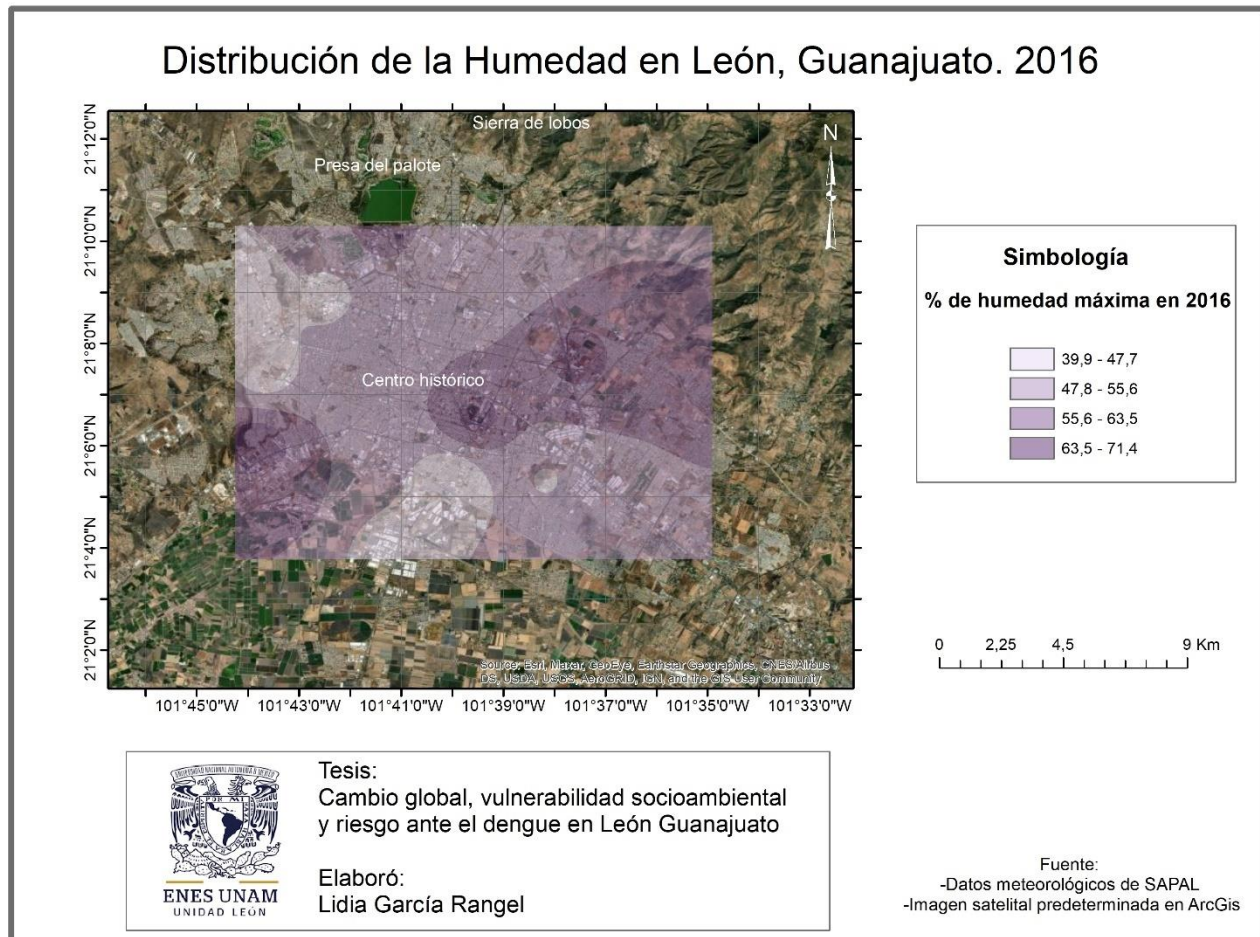 Distribución de la Humedad en León, Guanajuato. 2016
Sierra de lobos
Presa del palote
Centro histórico
N
21°12'0"N
21°10'0"N
21°8'0"N
21°6'0"N
21°4'0"N
21°2'0"N
Source: Esri, Maxar, GeoEye, Earthstar Geographics, CNES/Airbus
DS, USDA, USGS, AeroGRID, IGN, and the GIS User Community
101°45'0"W 101°43'0"W 101°41'0"W 101°39'0"W 101°37'0"W 101°35'0"W 101°33'0"W
Simbología
% de humedad máxima en 2016
39,9 - 47,7
47,8 - 55,6
55,6 - 63,5
63,5 - 71,4
0 2,25 4,5 9 Km
Tesis:
Cambio global, vulnerabilidad socioambiental
y riesgo ante el dengue en León Guanajuato
Elaboró:
Lidia García Rangel
ENES UNAM
UNIDAD LEÓN
Fuente:
-Datos meteorológicos de SAPAL
-Imagen satelital predeterminada en ArcGis